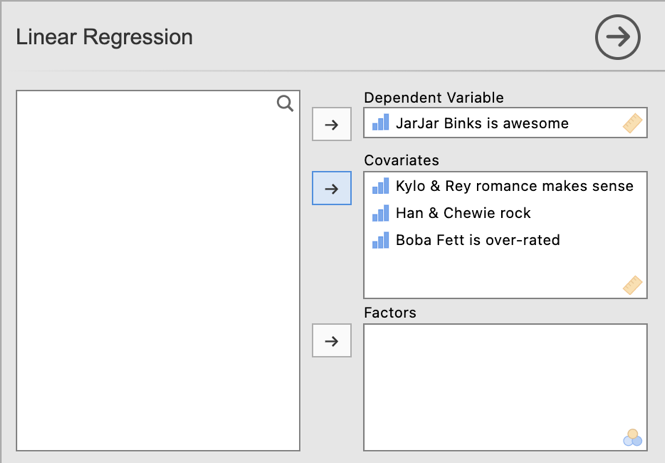 Linear Regression
Dependent Variable
JarJar Binks is awesome
Covariates
Kylo & Rey romance makes sense
Han & Chewie rock
Boba Fett is over-rated
Factors